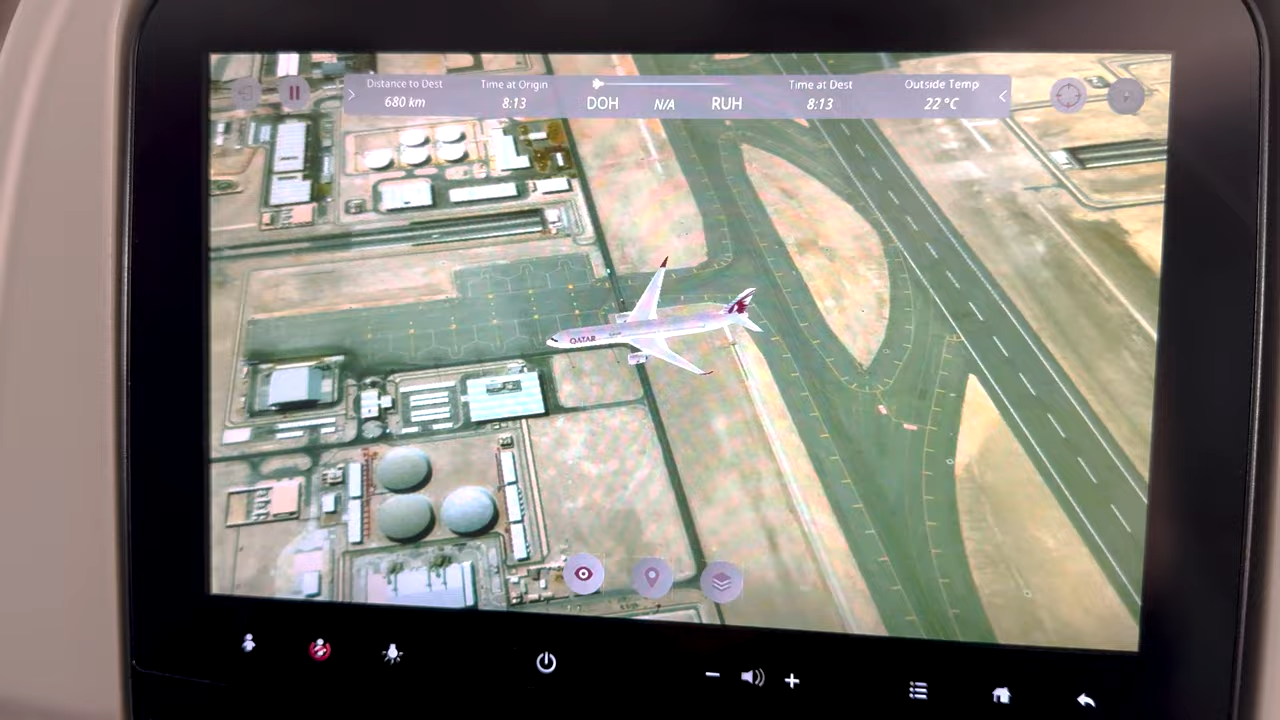 Distance to Dest
680 km
Time at Origin
8:13
DOH
N/A
RUH
Time at Dest
8:13
Outside Temp
22 °C
QATAR